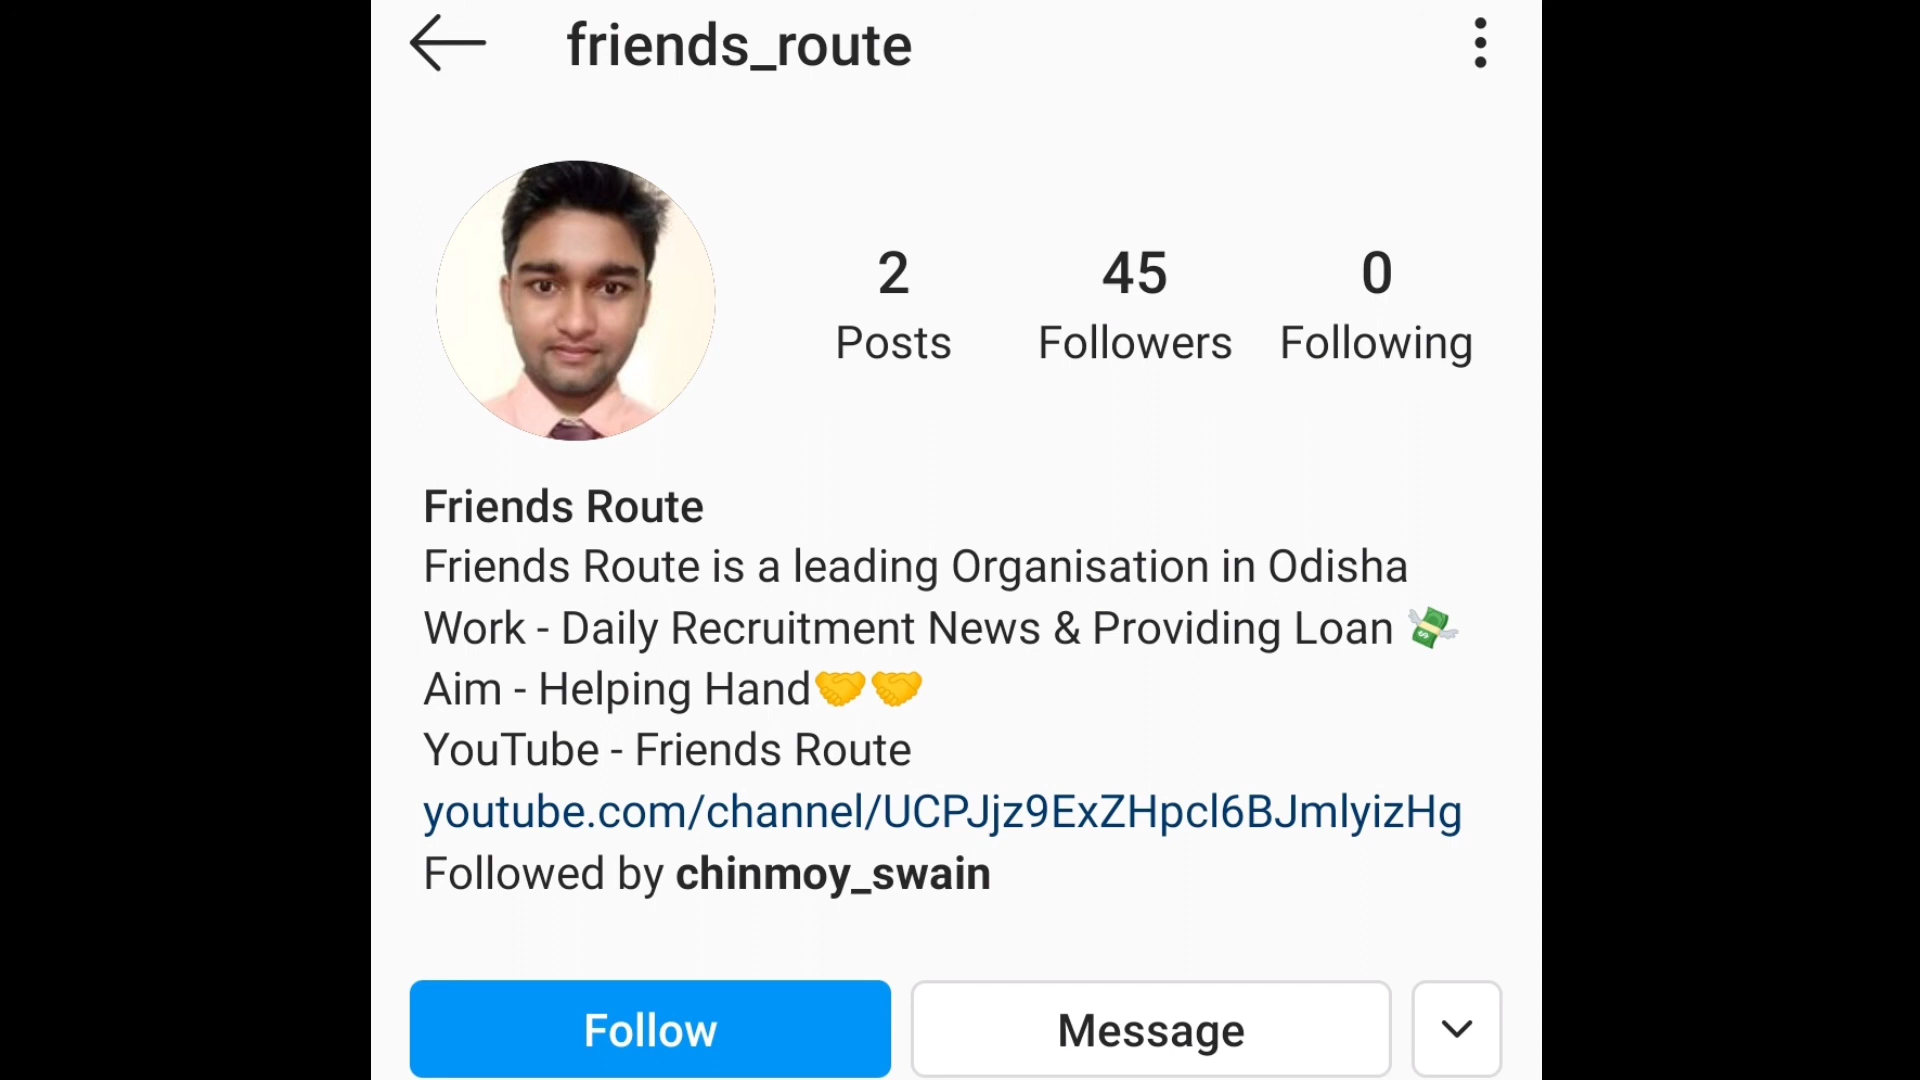 friends_route
2 45 0
Posts Followers Following
Friends Route
Friends Route is a leading Organisation in Odisha
Work - Daily Recruitment News & Providing Loan 💸
Aim - Helping Hand🤝🤝
YouTube - Friends Route
youtube.com/channel/UCPJjz9ExZHpcl6BJmlyizHg
Followed by chinmoy_swain
Follow Message